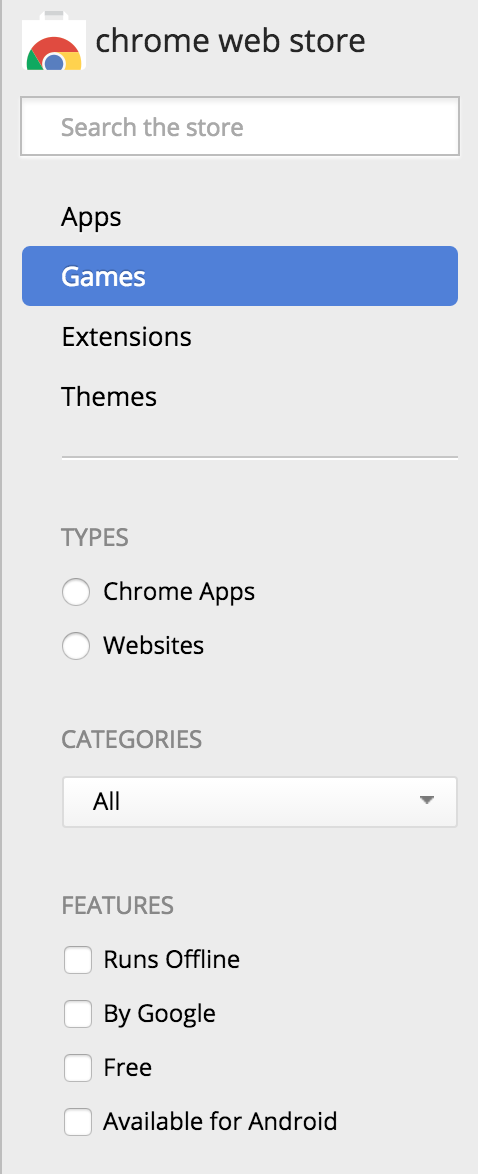 chrome web store
Search the store
Apps
Games
Extensions
Themes
TYPES
Chrome Apps
Websites
CATEGORIES
All
FEATURES
Runs Offline
By Google
Free
Available for Android